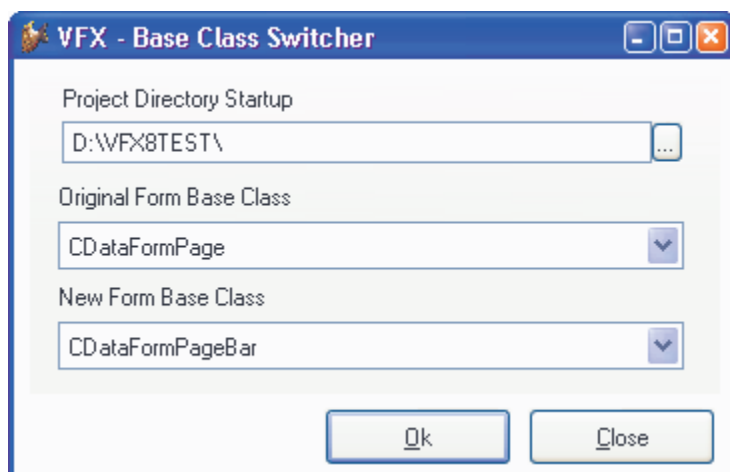 VFX - Base Class Switcher
Project Directory Startup
D:\VFX8TEST\
...
Original Form Base Class
CDataFormPage
New Form Base Class
CDataFormPageBar
Ok Close